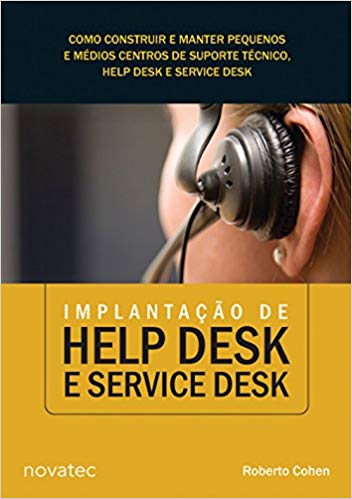 COMO CONSTRUIR E MANTER PEQUENOS
E MÉDIOS CENTROS DE SUPORTE TÉCNICO,
HELP DESK E SERVICE DESK
IMPLANTAÇÃO DE
HELP DESK
E SERVICE DESK
novatec
Roberto Cohen